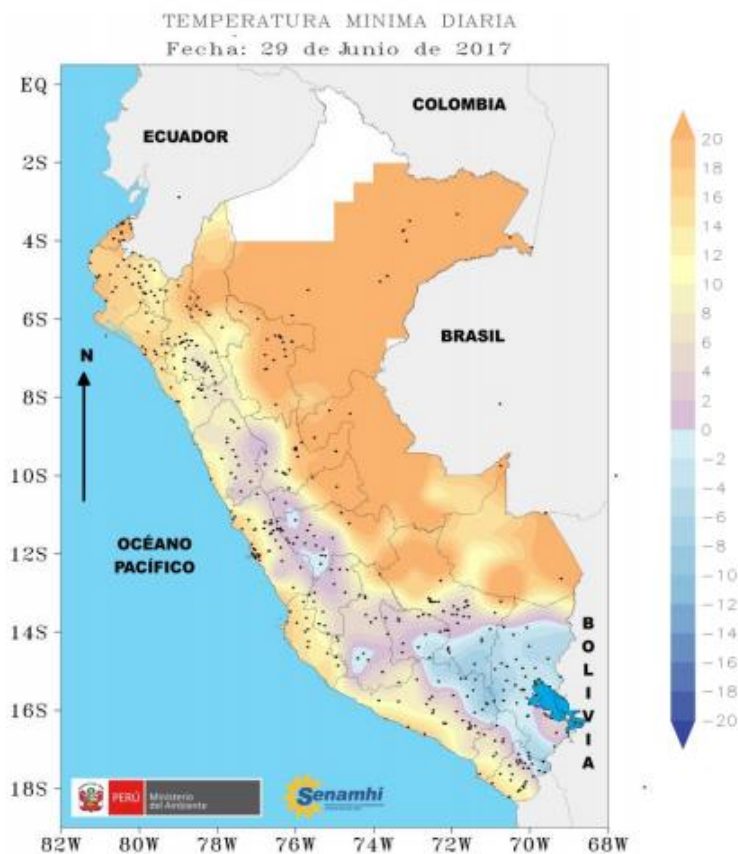 TEMPERATURA MINIMA DIARIA
Fecha: 29 de Junio de 2017
EQ
2S
4S
6S
8S
10S
12S
14S
16S
18S
82W 80W 78W 76W 74W 72W 70W 68W
COLOMBIA
ECUADOR
BRASIL
N
OCÉANO
PACÍFICO
BOLIVIA
PERÚ
Ministerio
del Ambiente
Senamhi
20
18
16
14
12
10
8
6
4
2
0
-2
-4
-6
-8
-10
-12
-14
-16
-18
-20